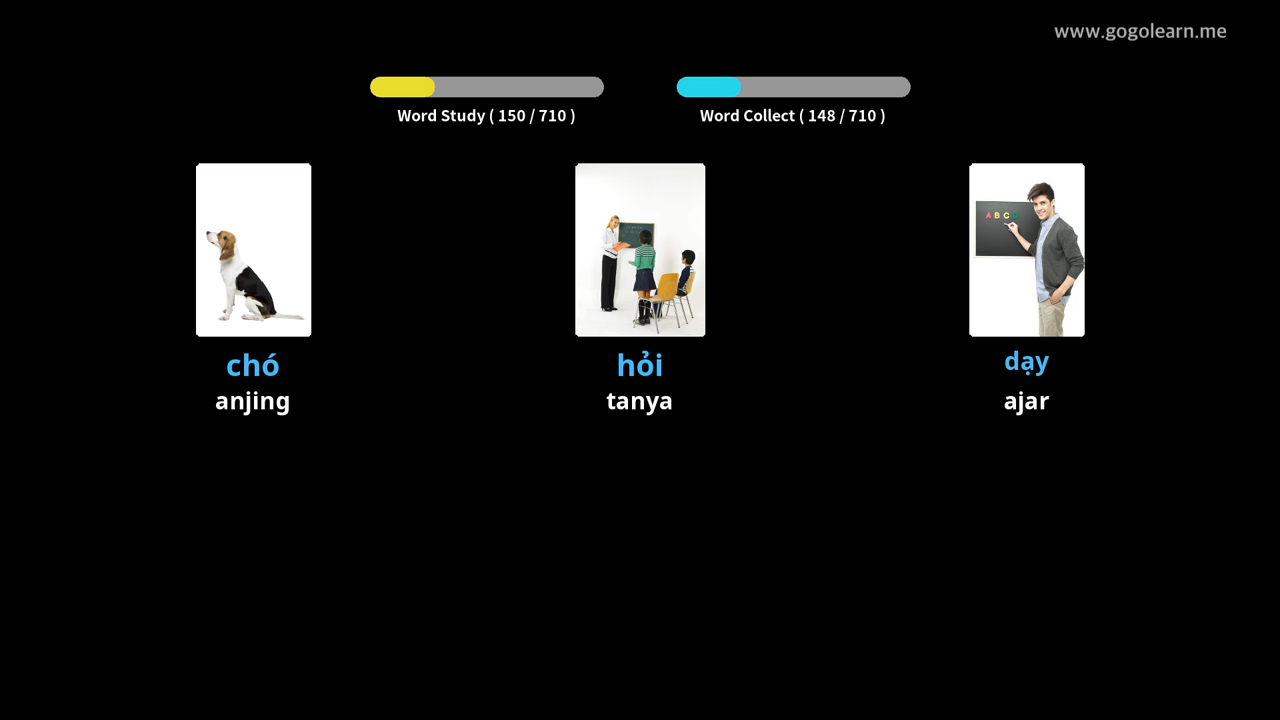 www.gogolearn.me
Word Study ( 150 / 710 )
Word Collect ( 148 / 710 )
A B C D
chó
hỏi
dạy
anjing
tanya
ajar